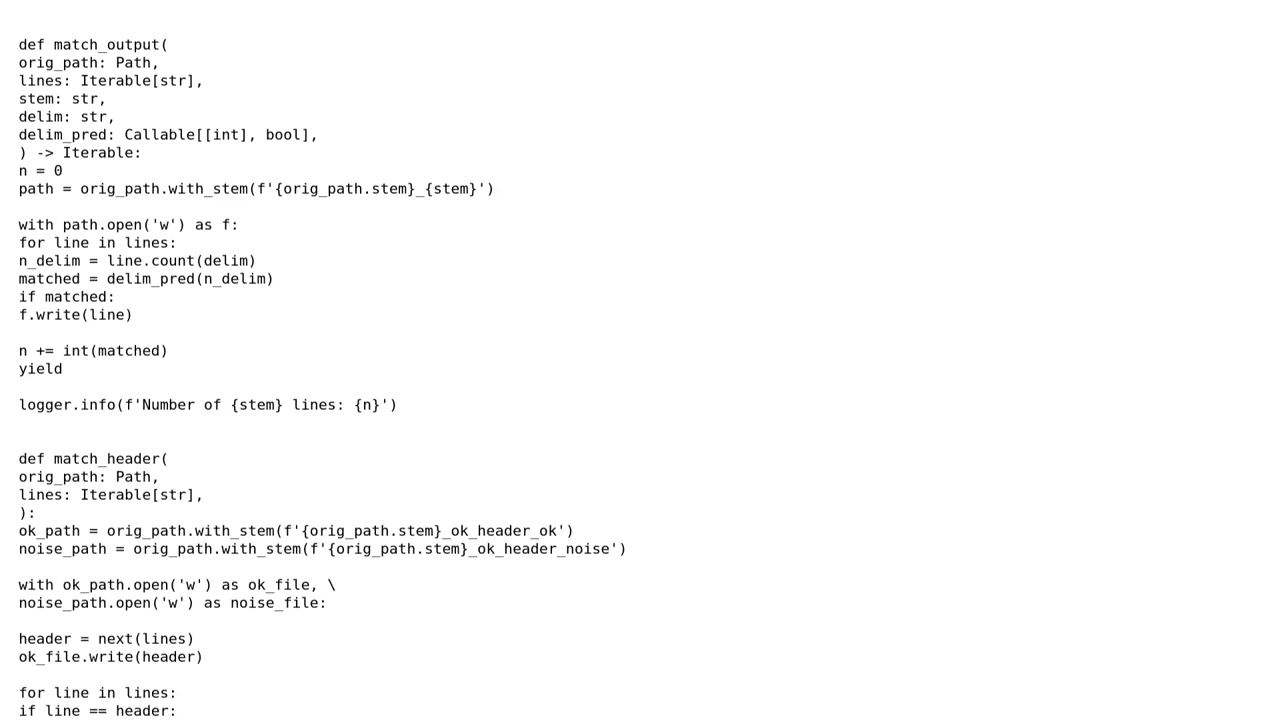 def match_output(
orig_path: Path,
lines: Iterable[str],
stem: str,
delim: str,
delim_pred: Callable[[int], bool],
) -> Iterable:
n = 0
path = orig_path.with_stem(f'{orig_path.stem}_{stem}')

with path.open('w') as f:
for line in lines:
n_delim = line.count(delim)
matched = delim_pred(n_delim)
if matched:
f.write(line)

n += int(matched)
yield

logger.info(f'Number of {stem} lines: {n}')


def match_header(
orig_path: Path,
lines: Iterable[str],
):
ok_path = orig_path.with_stem(f'{orig_path.stem}_ok_header_ok')
noise_path = orig_path.with_stem(f'{orig_path.stem}_ok_header_noise')

with ok_path.open('w') as ok_file, \
noise_path.open('w') as noise_file:

header = next(lines)
ok_file.write(header)

for line in lines:
if line == header: